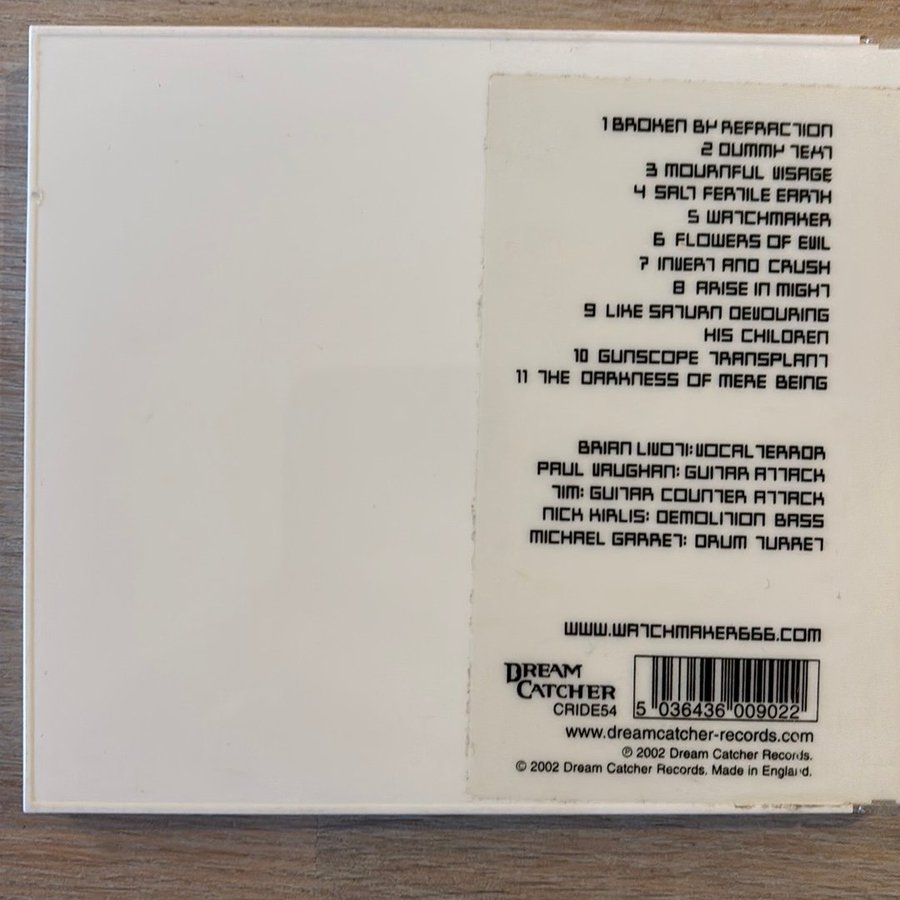 1 BROKEN BY REFRACTION
2 DUMMY TEXT
3 MOURNFUL VISAGE
4 SALT FERTILE EARTH
5 WATCHMAKER
6 FLOWERS OF EVIL
7 INVERT AND CRUSH
8 ARISE IN MIGHT
9 LIKE SATURN DEVOURING
HIS CHILDREN
10 GUNSCOPE TRANSPLANT
11 THE DARKNESS OF MERE BEING
BRIAN LIVOTI: VOCAL TERROR
PAUL VAUGHAN: GUITAR ATTACK
TIM: GUITAR COUNTER ATTACK
NICK KIRLIS: DEMOLITION BASS
MICHAEL GARRET: DRUM TURRET
WWW.WATCHMAKER666.COM
DREAM
CATCHER
CRIDE54
5 036436 009022
www.dreamcatcher-records.com
℗ 2002 Dream Catcher Records.
© 2002 Dream Catcher Records. Made in England.